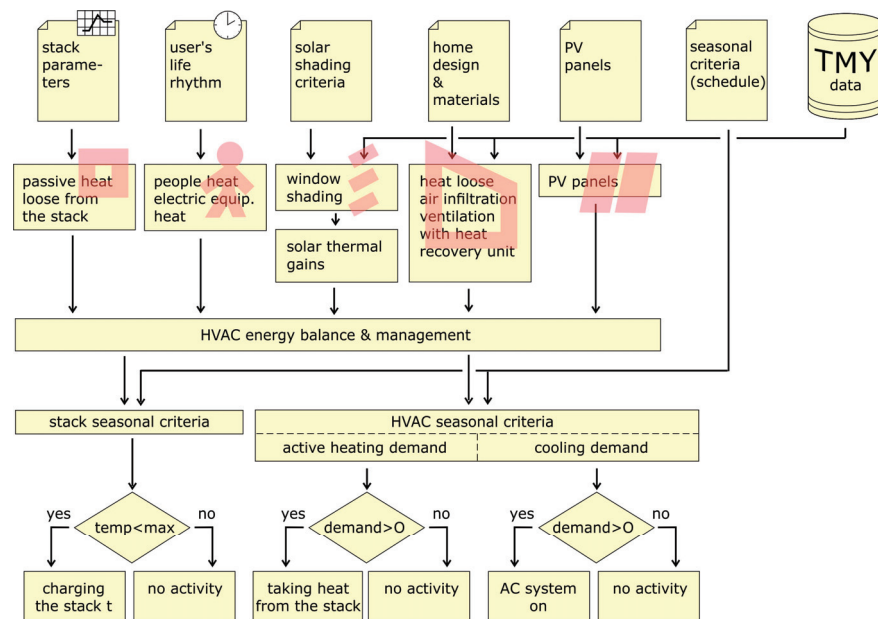 stack
parame-
ters
user's
life
rhythm
solar
shading
criteria
home
design
&
materials
PV
panels
seasonal
criteria
(schedule)
TMY
data
passive heat
loose from
the stack
people heat
electric equip.
heat
window
shading
solar thermal
gains
heat loose
air infiltration
ventilation
with heat
recovery unit
PV panels
HVAC energy balance & management
stack seasonal criteria
HVAC seasonal criteria
active heating demand
cooling demand
yes
temp<max
no
yes
demand>O
no
yes
demand>O
no
charging
the stack t
no activity
taking heat
from the stack
no activity
AC system
on
no activity